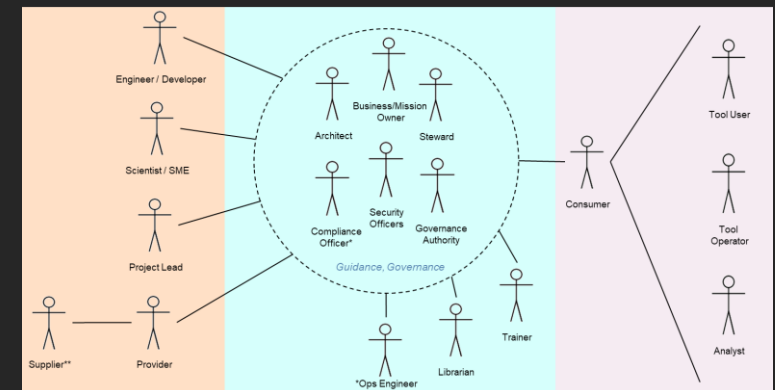 Engineer / Developer
Scientist / SME
Project Lead
Supplier**
Provider
Business/Mission
Owner
Architect
Steward
Compliance
Officer*
Security
Officers
Governance
Authority
Guidance, Governance
*Ops Engineer
Librarian
Trainer
Consumer
Tool User
Tool
Operator
Analyst